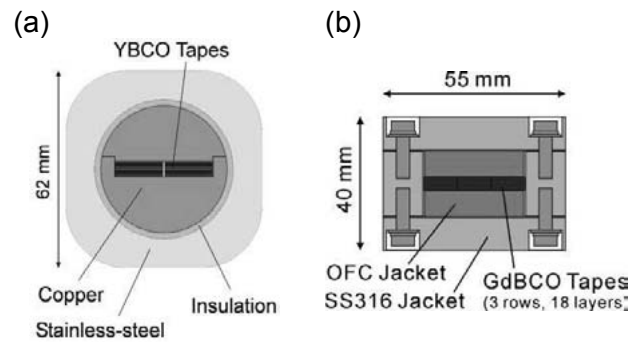 (a)
YBCO Tapes
62 mm
Copper
Stainless-steel
Insulation
(b)
55 mm
40 mm
OFC Jacket
SS316 Jacket
GdBCO Tapes
(3 rows, 18 layers)